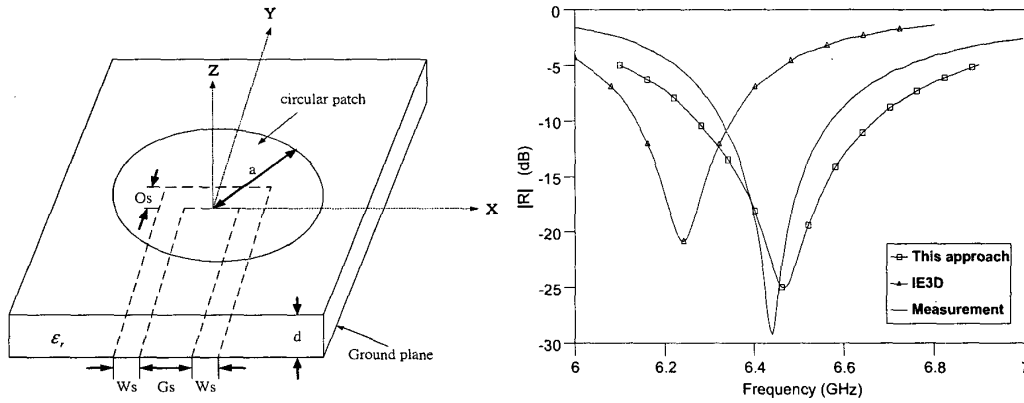 Y
Z
circular patch
a
Os
X
εr
d
Ground plane
Ws
Gs
Ws
0
-5
-10
-15
-20
-25
-30
|R| (dB)
This approach
IE3D
Measurement
6
6.2
6.4
6.6
6.8
7
Frequency (GHz)